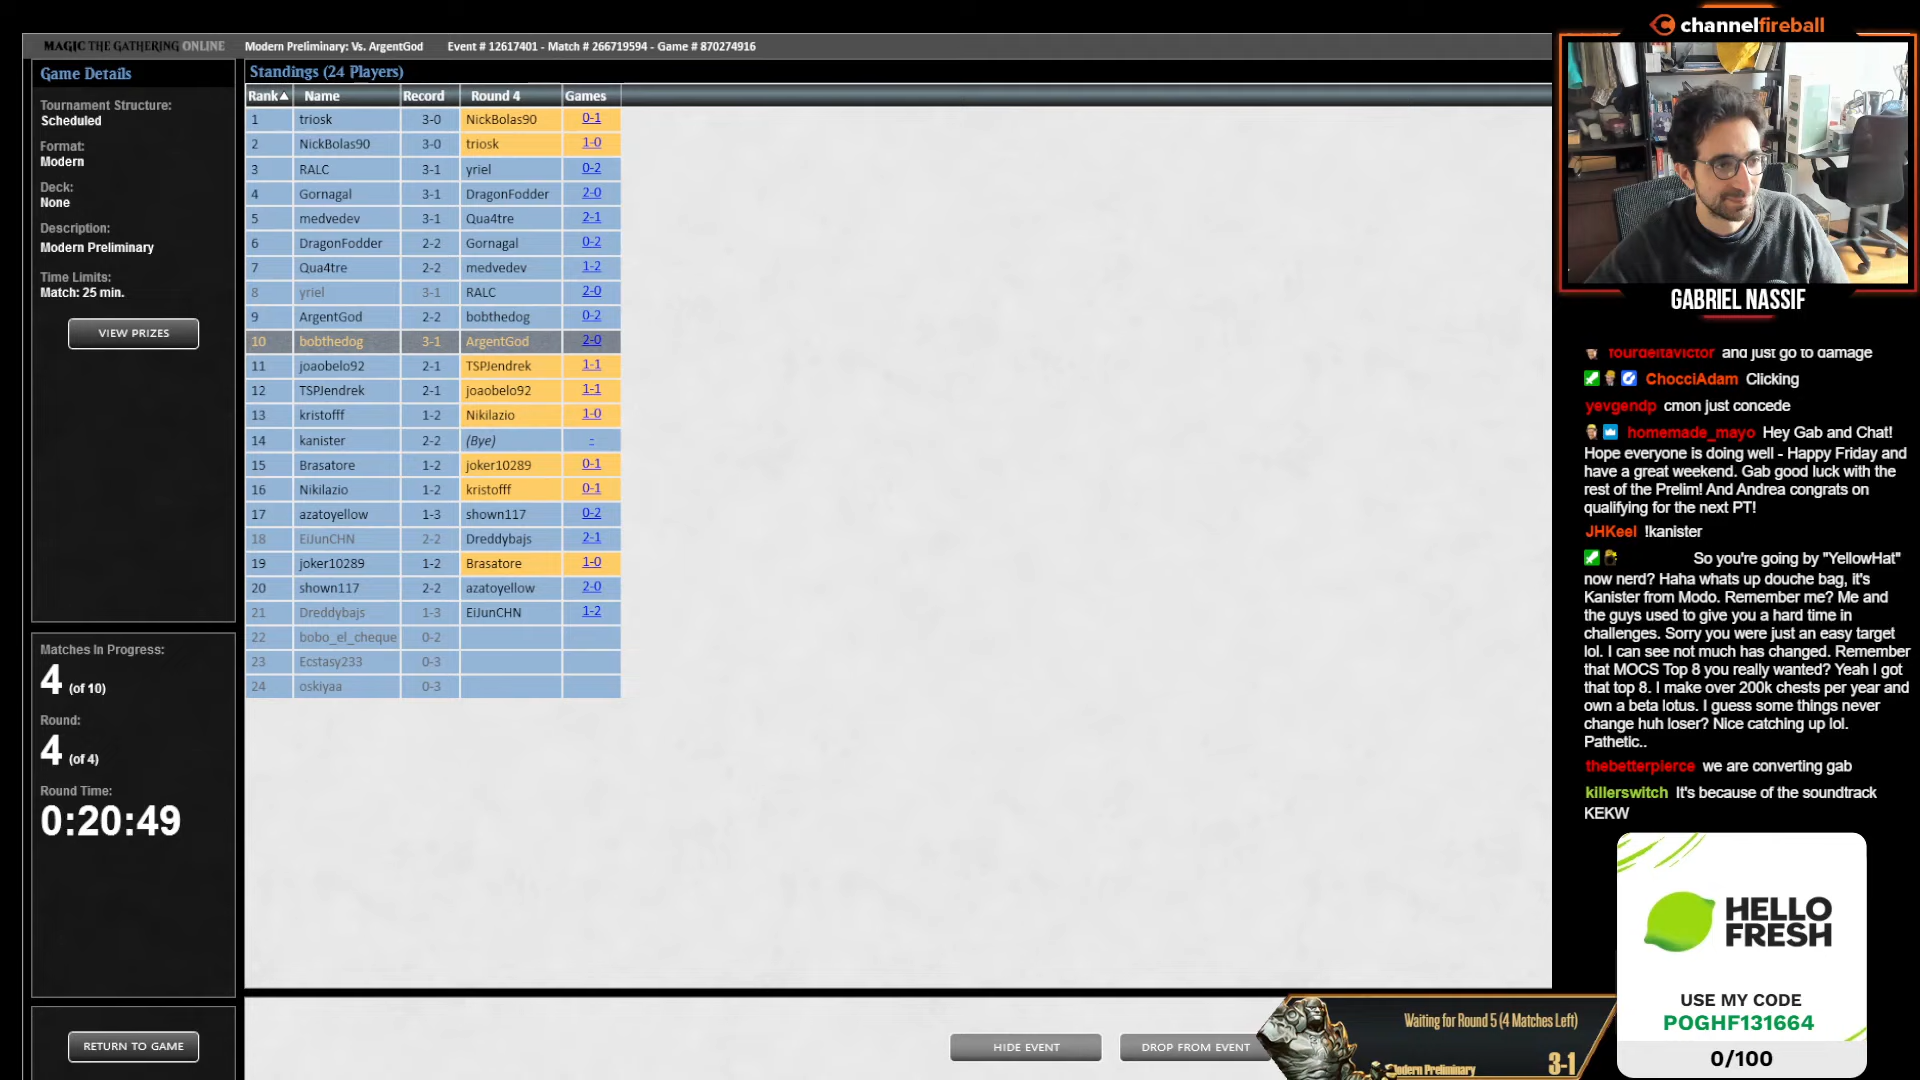 channelfireball
MAGIC THE GATHERING ONLINE
Modern Preliminary: Vs. ArgentGod Event # 12617401 - Match # 266719594 - Game # 870274916
Game Details
Tournament Structure:
Scheduled
Format:
Modern
Deck:
None
Description:
Modern Preliminary
Time Limits:
Match: 25 min.
VIEW PRIZES
Matches In Progress:
4 (of 10)
Round:
4 (of 4)
Round Time:
0:20:49
RETURN TO GAME
Standings (24 Players)
Rank Name Record Round 4 Games
1 triosk 3-0 NickBolas90 0-1
2 NickBolas90 3-0 triosk 1-0
3 RALC 3-1 yriel 0-2
4 Gornagal 3-1 DragonFodder 2-0
5 medvedev 3-1 Qua4tre 2-1
6 DragonFodder 2-2 Gornagal 0-2
7 Qua4tre 2-2 medvedev 1-2
8 yriel 3-1 RALC 2-0
9 ArgentGod 2-2 bobthedog 0-2
10 bobthedog 3-1 ArgentGod 2-0
11 joaobelo92 2-1 TSPJendrek 1-1
12 TSPJendrek 2-1 joaobelo92 1-1
13 kristofff 1-2 Nikilazio 1-0
14 kanister 2-2 (Bye) -
15 Brasatore 1-2 joker10289 0-1
16 Nikilazio 1-2 kristofff 0-1
17 azatoyellow 1-3 shown117 0-2
18 EiJunCHN 2-2 Dreddybajs 2-1
19 joker10289 1-2 Brasatore 1-0
20 shown117 2-2 azatoyellow 2-0
21 Dreddybajs 1-3 EiJunCHN 1-2
22 bobo_el_cheque 0-2
23 Ecstasy233 0-3
24 oskiyaa 0-3
HIDE EVENT
DROP FROM EVENT
Waiting for Round 5 (4 Matches Left)
Modern Preliminary 3-1
GABRIEL NASSIF
fourdeltavictor and just go to damage
ChocciAdam Clicking
yevgendp cmon just concede
homemade_mayo Hey Gab and Chat!
Hope everyone is doing well - Happy Friday and
have a great weekend. Gab good luck with the
rest of the Prelim! And Andrea congrats on
qualifying for the next PT!
JHKeel !kanister
So you're going by "YellowHat"
now nerd? Haha whats up douche bag, it's
Kanister from Modo. Remember me? Me and
the guys used to give you a hard time in
challenges. Sorry you were just an easy target
lol. I can see not much has changed. Remember
that MOCS Top 8 you really wanted? Yeah I got
that top 8. I make over 200k chests per year and
own a beta lotus. I guess some things never
change huh loser? Nice catching up lol.
Pathetic..
thebetterpierce we are converting gab
killerswitch It's because of the soundtrack
KEKW
HELLO
FRESH
USE MY CODE
POGHF131664
0/100